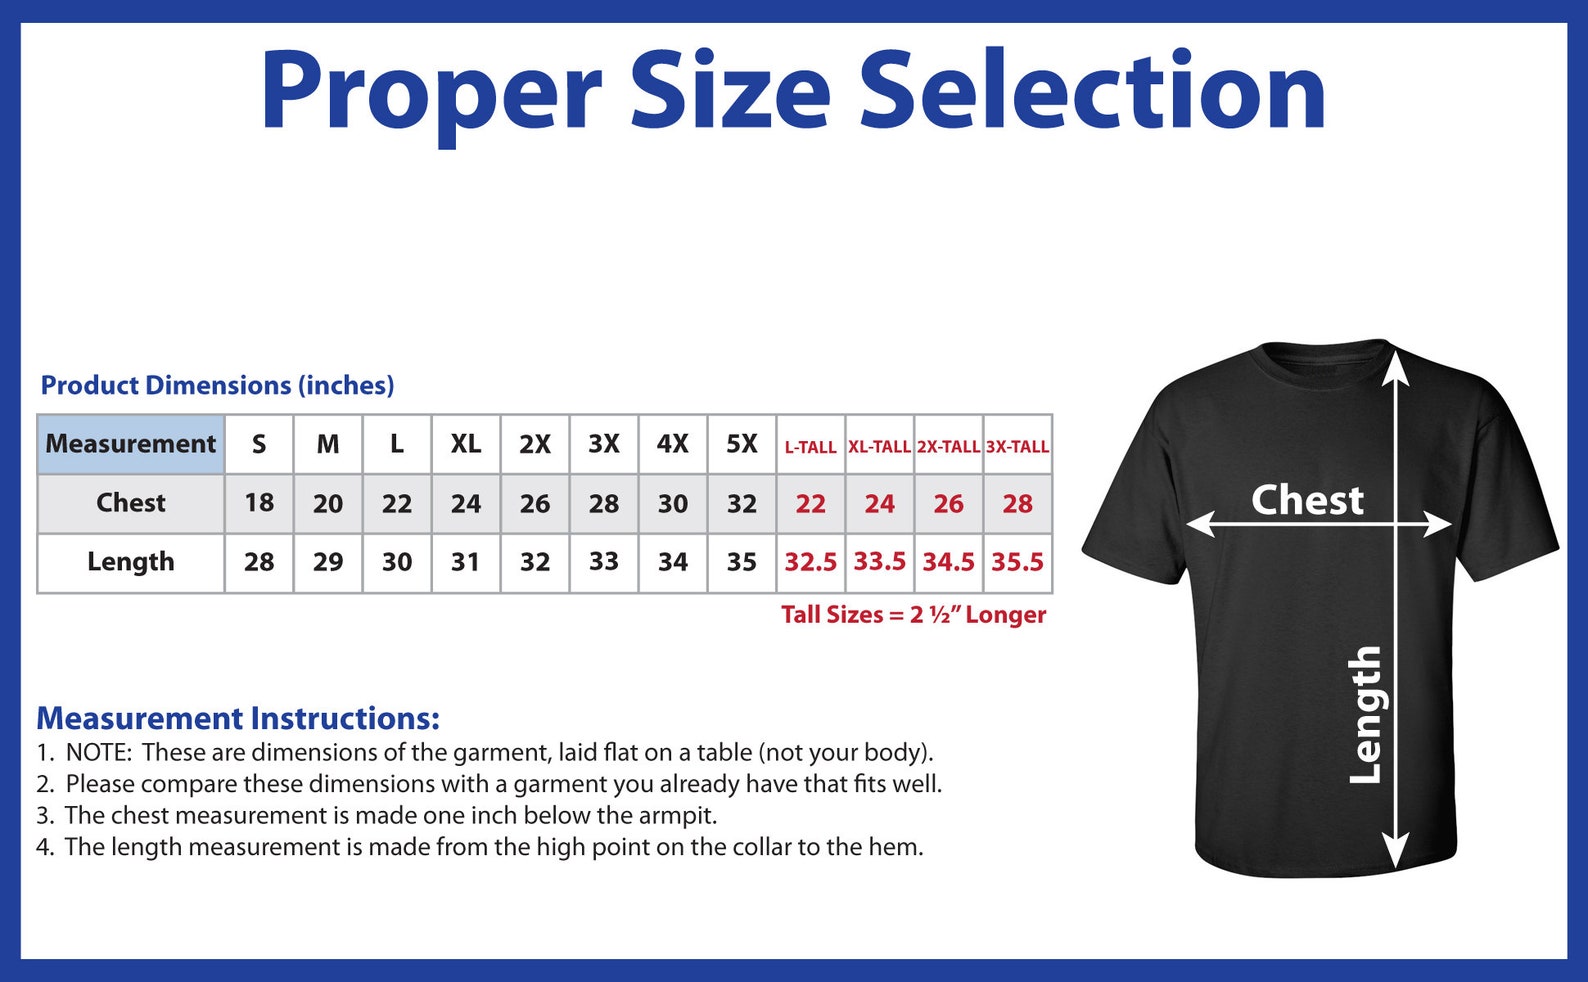 Proper Size Selection
Product Dimensions (inches)
Measurement S M L XL 2X 3X 4X 5X L-TALL XL-TALL 2X-TALL 3X-TALL
Chest 18 20 22 24 26 28 30 32 22 24 26 28
Length 28 29 30 31 32 33 34 35 32.5 33.5 34.5 35.5
Tall Sizes = 2 ½” Longer
Measurement Instructions:
1. NOTE: These are dimensions of the garment, laid flat on a table (not your body).
2. Please compare these dimensions with a garment you already have that fits well.
3. The chest measurement is made one inch below the armpit.
4. The length measurement is made from the high point on the collar to the hem.
Chest
Length